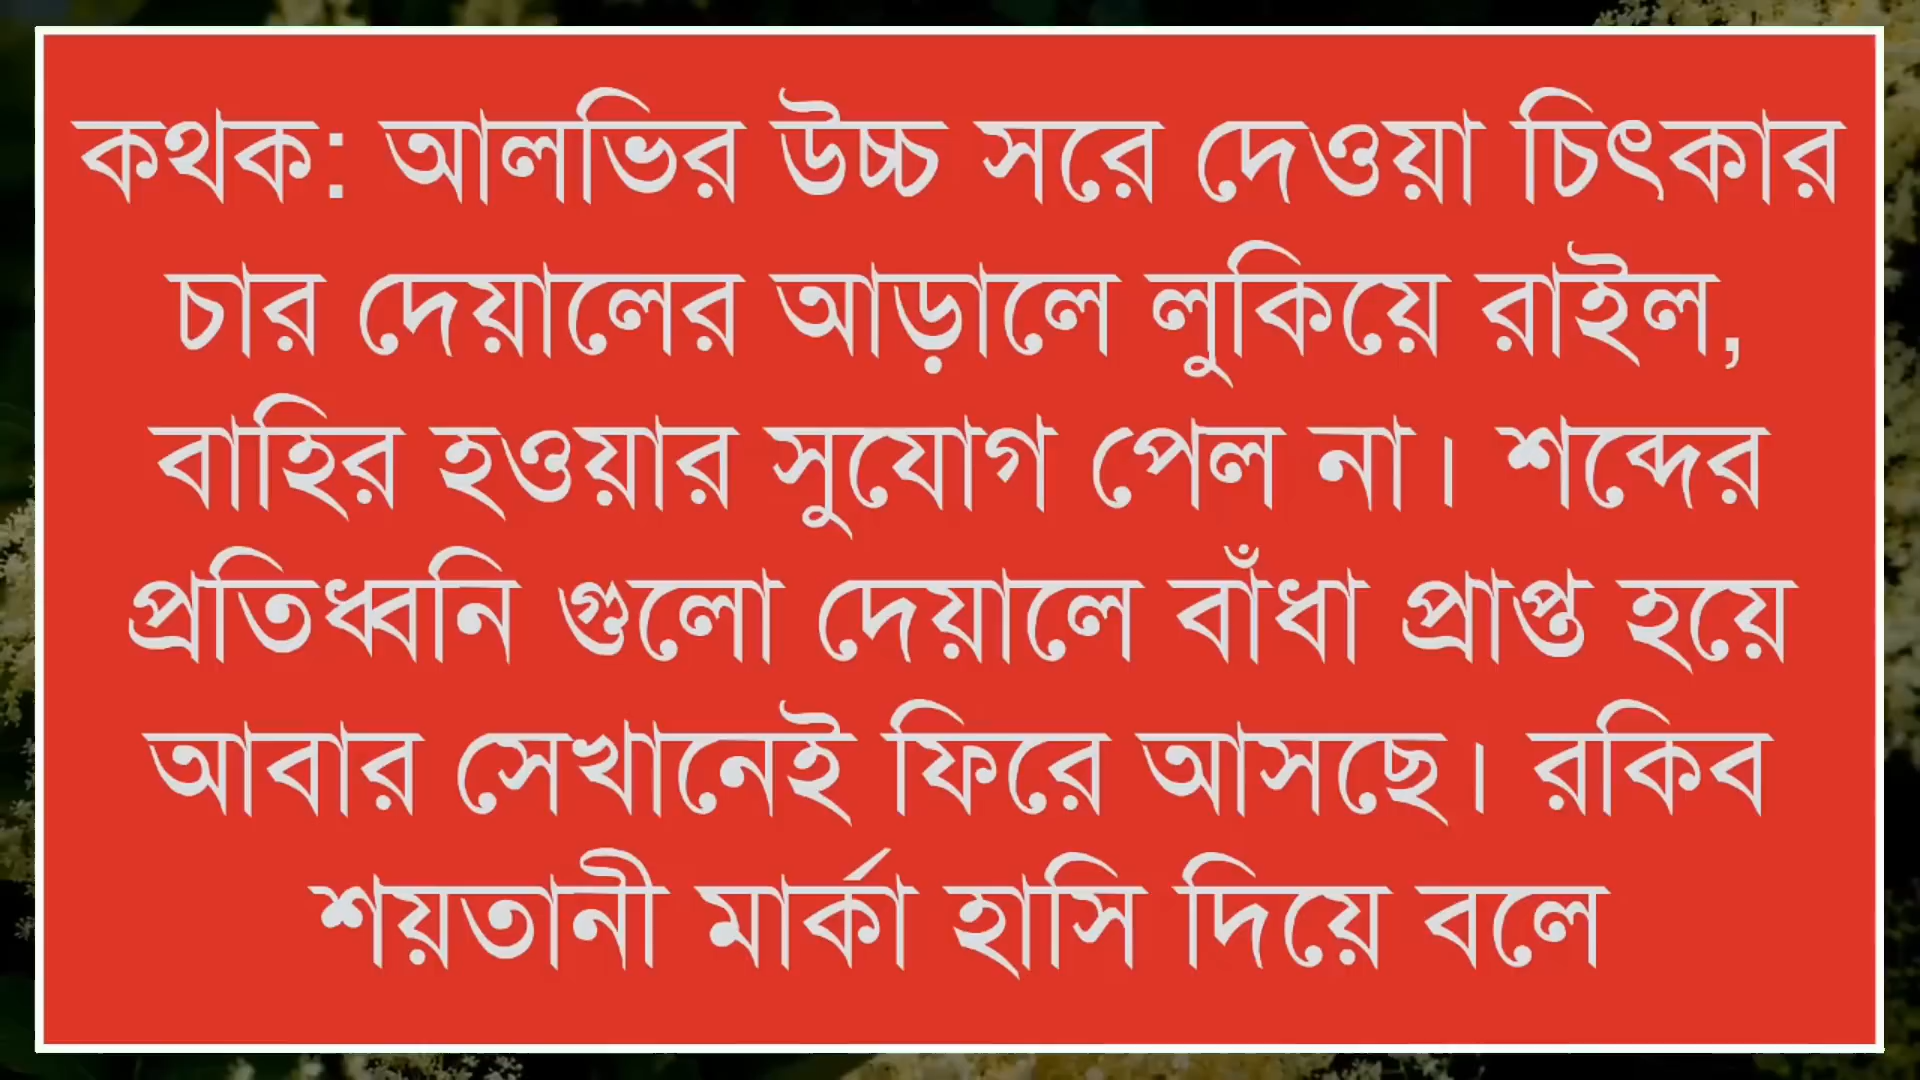 কথক: আলভির উচ্চ সরে দেওয়া চিৎকার
চার দেয়ালের আড়ালে লুকিয়ে রাইল,
বাহির হওয়ার সুযোগ পেল না। শব্দের
প্রতিধ্বনি গুলো দেয়ালে বাঁধা প্রাপ্ত হয়ে
আবার সেখানেই ফিরে আসছে। রকিব
শয়তানী মার্কা হাসি দিয়ে বলে